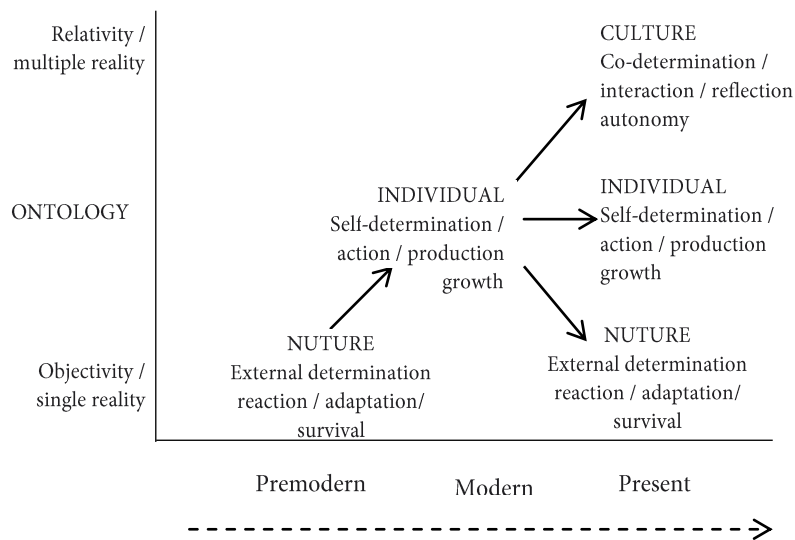 Relativity /
multiple reality
CULTURE
Co-determination /
interaction / reflection
autonomy
ONTOLOGY
INDIVIDUAL
Self-determination /
action / production
growth
INDIVIDUAL
Self-determination /
action / production
growth
Objectivity /
single reality
NUTURE
External determination
reaction / adaptation/
survival
NUTURE
External determination
reaction / adaptation/
survival
Premodern
Modern
Present